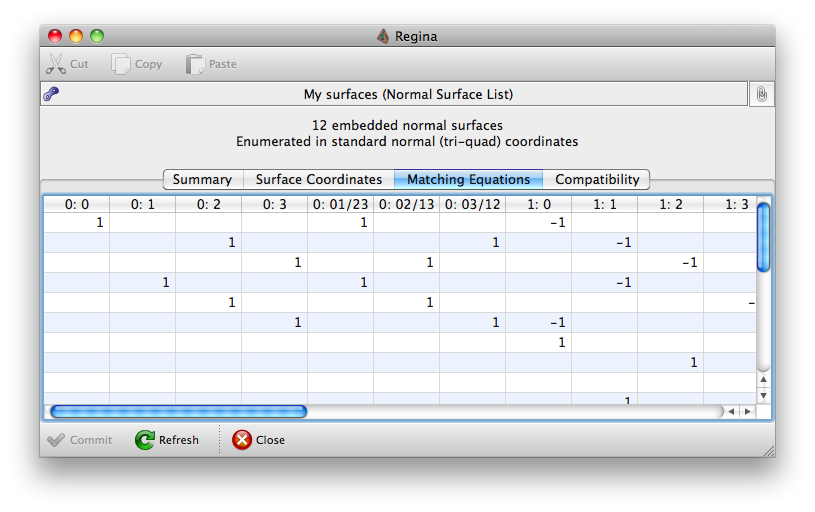 Regina
Cut Copy Paste
My surfaces (Normal Surface List)
12 embedded normal surfaces
Enumerated in standard normal (tri-quad) coordinates
Summary Surface Coordinates Matching Equations Compatibility
0: 0 0: 1 0: 2 0: 3 0: 01/23 0: 02/13 0: 03/12 1: 0 1: 1 1: 2 1: 3
1 1 -1
1 1 -1
1 1 -1
1 1 -1
1 1 -
1 1 -1
1
1
1
Commit Refresh Close